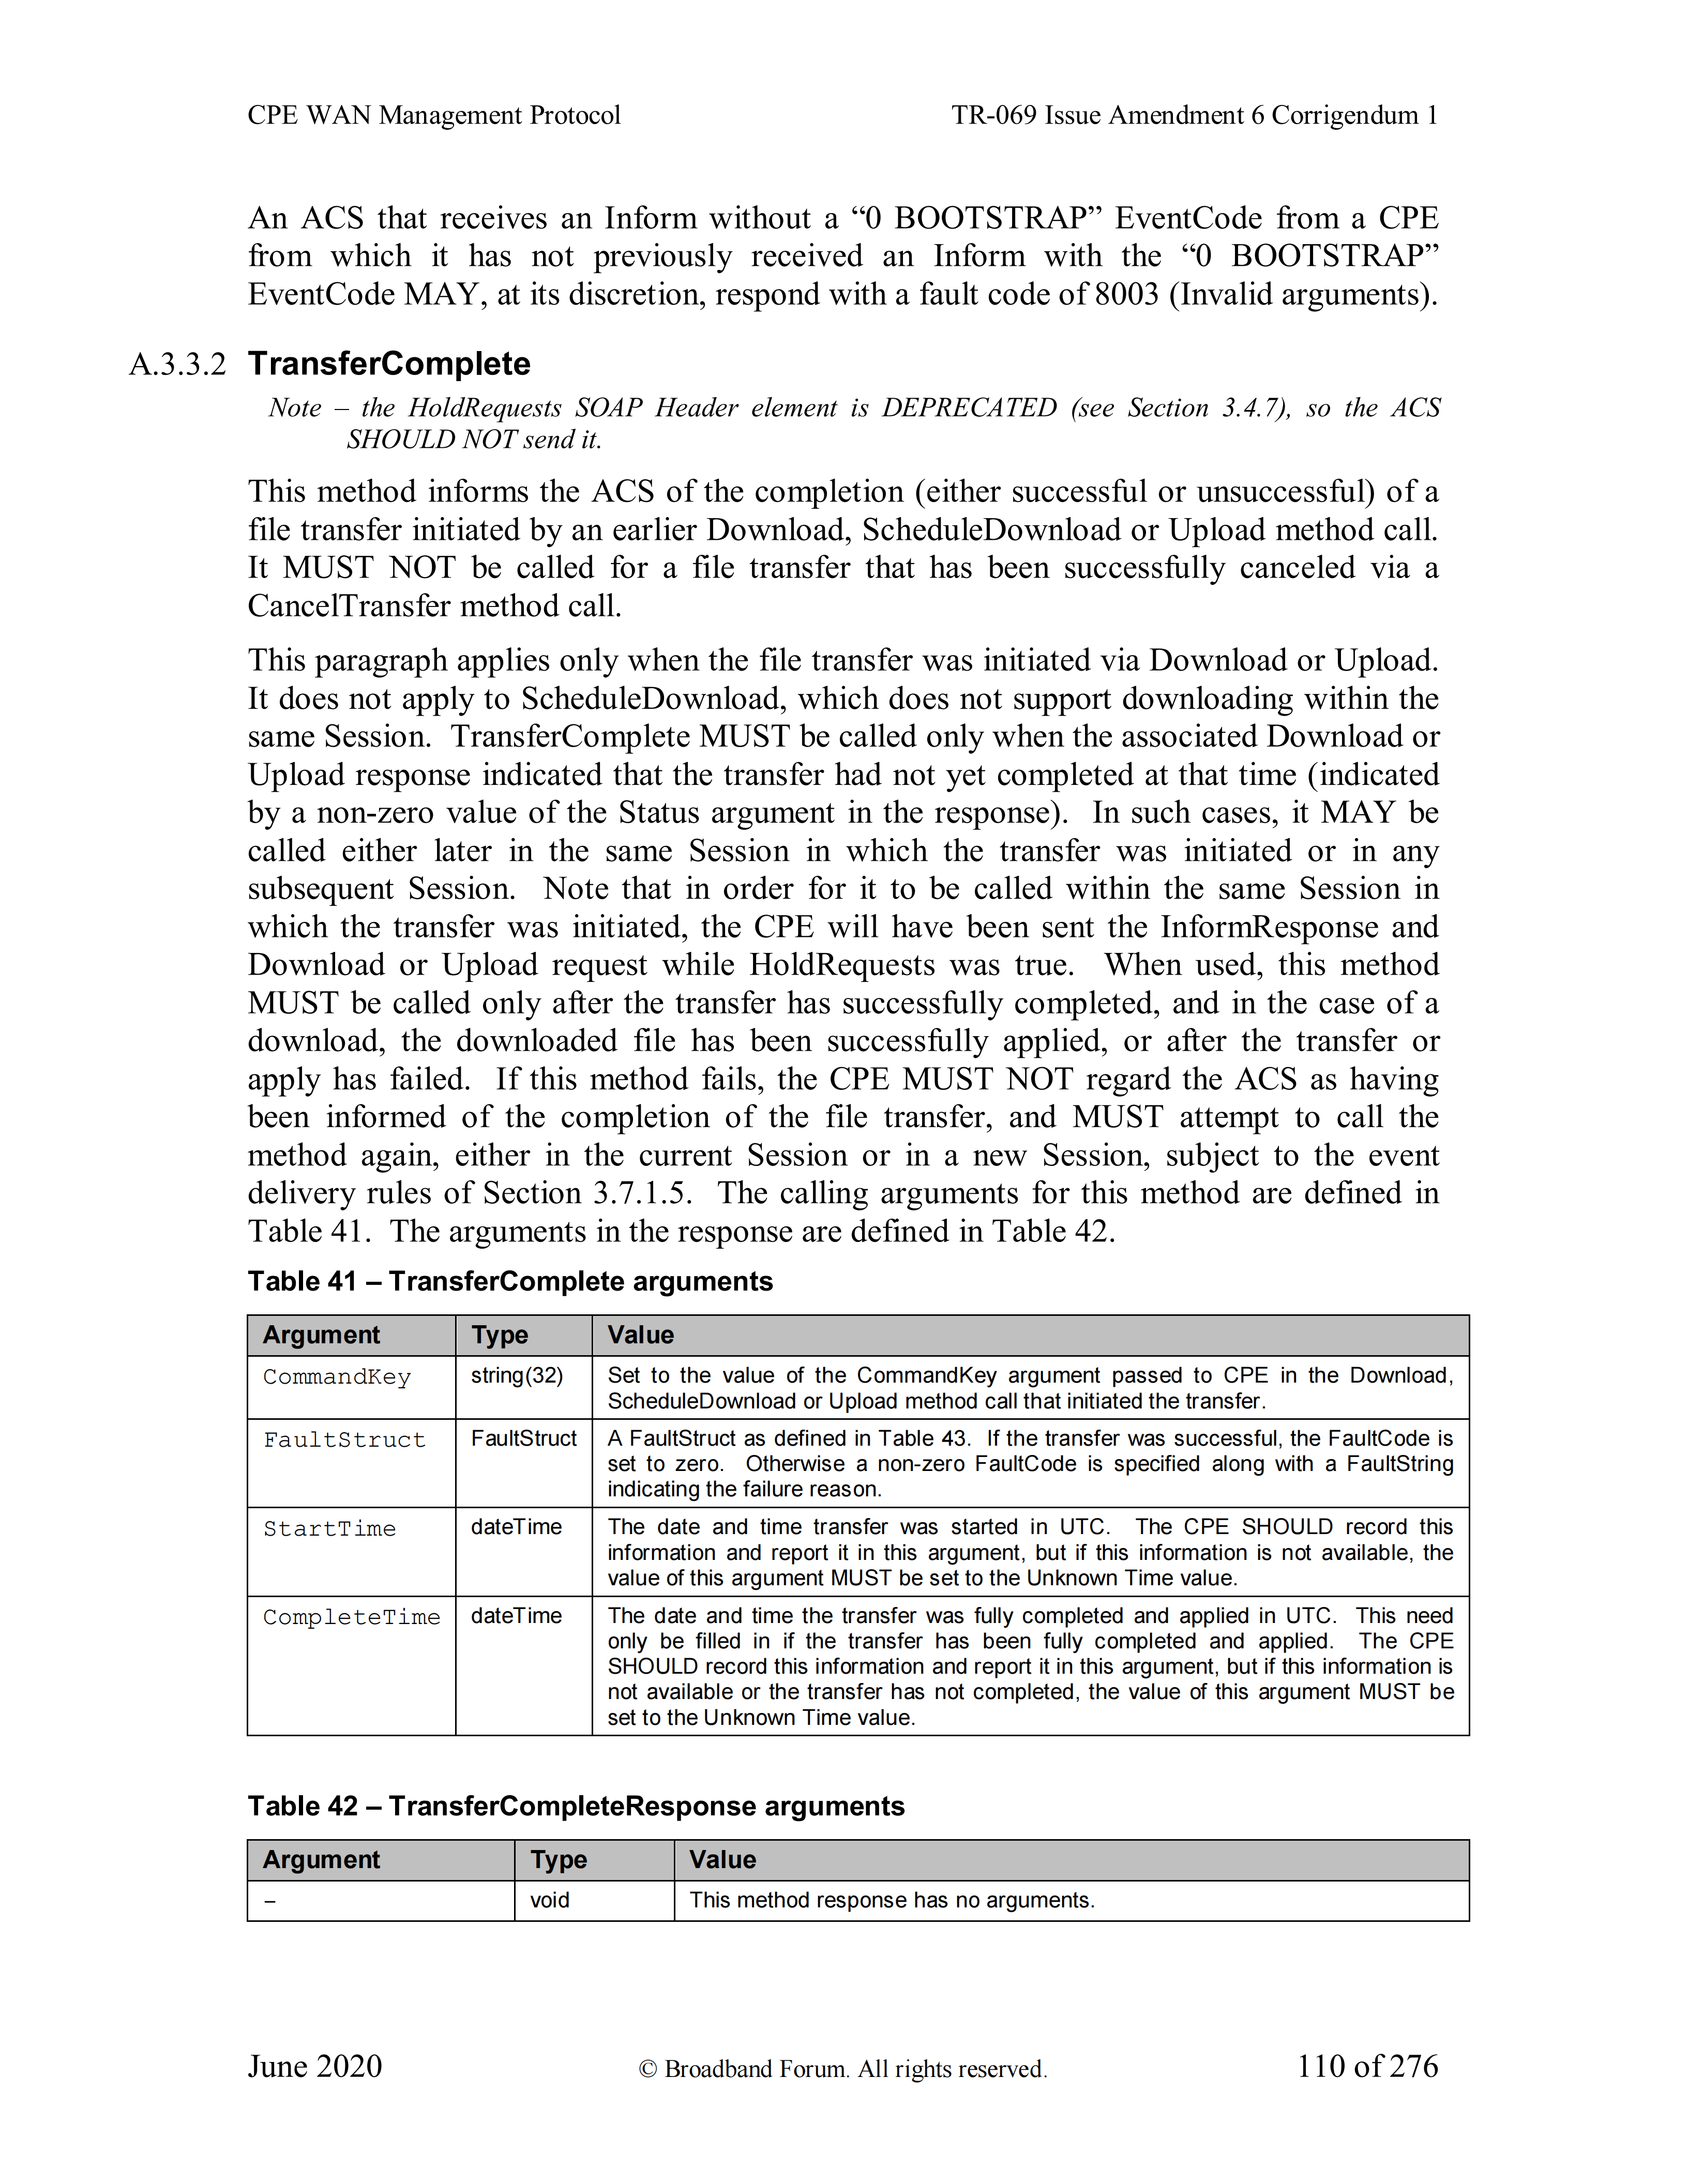 CPE WAN Management Protocol TR-069 Issue Amendment 6 Corrigendum 1
An ACS that receives an Inform without a “0 BOOTSTRAP” EventCode from a CPE
from which it has not previously received an Inform with the “0 BOOTSTRAP”
EventCode MAY, at its discretion, respond with a fault code of 8003 (Invalid arguments).
A.3.3.2 TransferComplete
Note – the HoldRequests SOAP Header element is DEPRECATED (see Section 3.4.7), so the ACS
SHOULD NOT send it.
This method informs the ACS of the completion (either successful or unsuccessful) of a
file transfer initiated by an earlier Download, ScheduleDownload or Upload method call.
It MUST NOT be called for a file transfer that has been successfully canceled via a
CancelTransfer method call.
This paragraph applies only when the file transfer was initiated via Download or Upload.
It does not apply to ScheduleDownload, which does not support downloading within the
same Session. TransferComplete MUST be called only when the associated Download or
Upload response indicated that the transfer had not yet completed at that time (indicated
by a non-zero value of the Status argument in the response). In such cases, it MAY be
called either later in the same Session in which the transfer was initiated or in any
subsequent Session. Note that in order for it to be called within the same Session in
which the transfer was initiated, the CPE will have been sent the InformResponse and
Download or Upload request while HoldRequests was true. When used, this method
MUST be called only after the transfer has successfully completed, and in the case of a
download, the downloaded file has been successfully applied, or after the transfer or
apply has failed. If this method fails, the CPE MUST NOT regard the ACS as having
been informed of the completion of the file transfer, and MUST attempt to call the
method again, either in the current Session or in a new Session, subject to the event
delivery rules of Section 3.7.1.5. The calling arguments for this method are defined in
Table 41. The arguments in the response are defined in Table 42.
Table 41 – TransferComplete arguments
Argument Type Value
CommandKey string(32) Set to the value of the CommandKey argument passed to CPE in the Download,
ScheduleDownload or Upload method call that initiated the transfer.
FaultStruct FaultStruct A FaultStruct as defined in Table 43. If the transfer was successful, the FaultCode is
set to zero. Otherwise a non-zero FaultCode is specified along with a FaultString
indicating the failure reason.
StartTime dateTime The date and time transfer was started in UTC. The CPE SHOULD record this
information and report it in this argument, but if this information is not available, the
value of this argument MUST be set to the Unknown Time value.
CompleteTime dateTime The date and time the transfer was fully completed and applied in UTC. This need
only be filled in if the transfer has been fully completed and applied. The CPE
SHOULD record this information and report it in this argument, but if this information is
not available or the transfer has not completed, the value of this argument MUST be
set to the Unknown Time value.
Table 42 – TransferCompleteResponse arguments
Argument Type Value
– void This method response has no arguments.
June 2020 © Broadband Forum. All rights reserved. 110 of 276